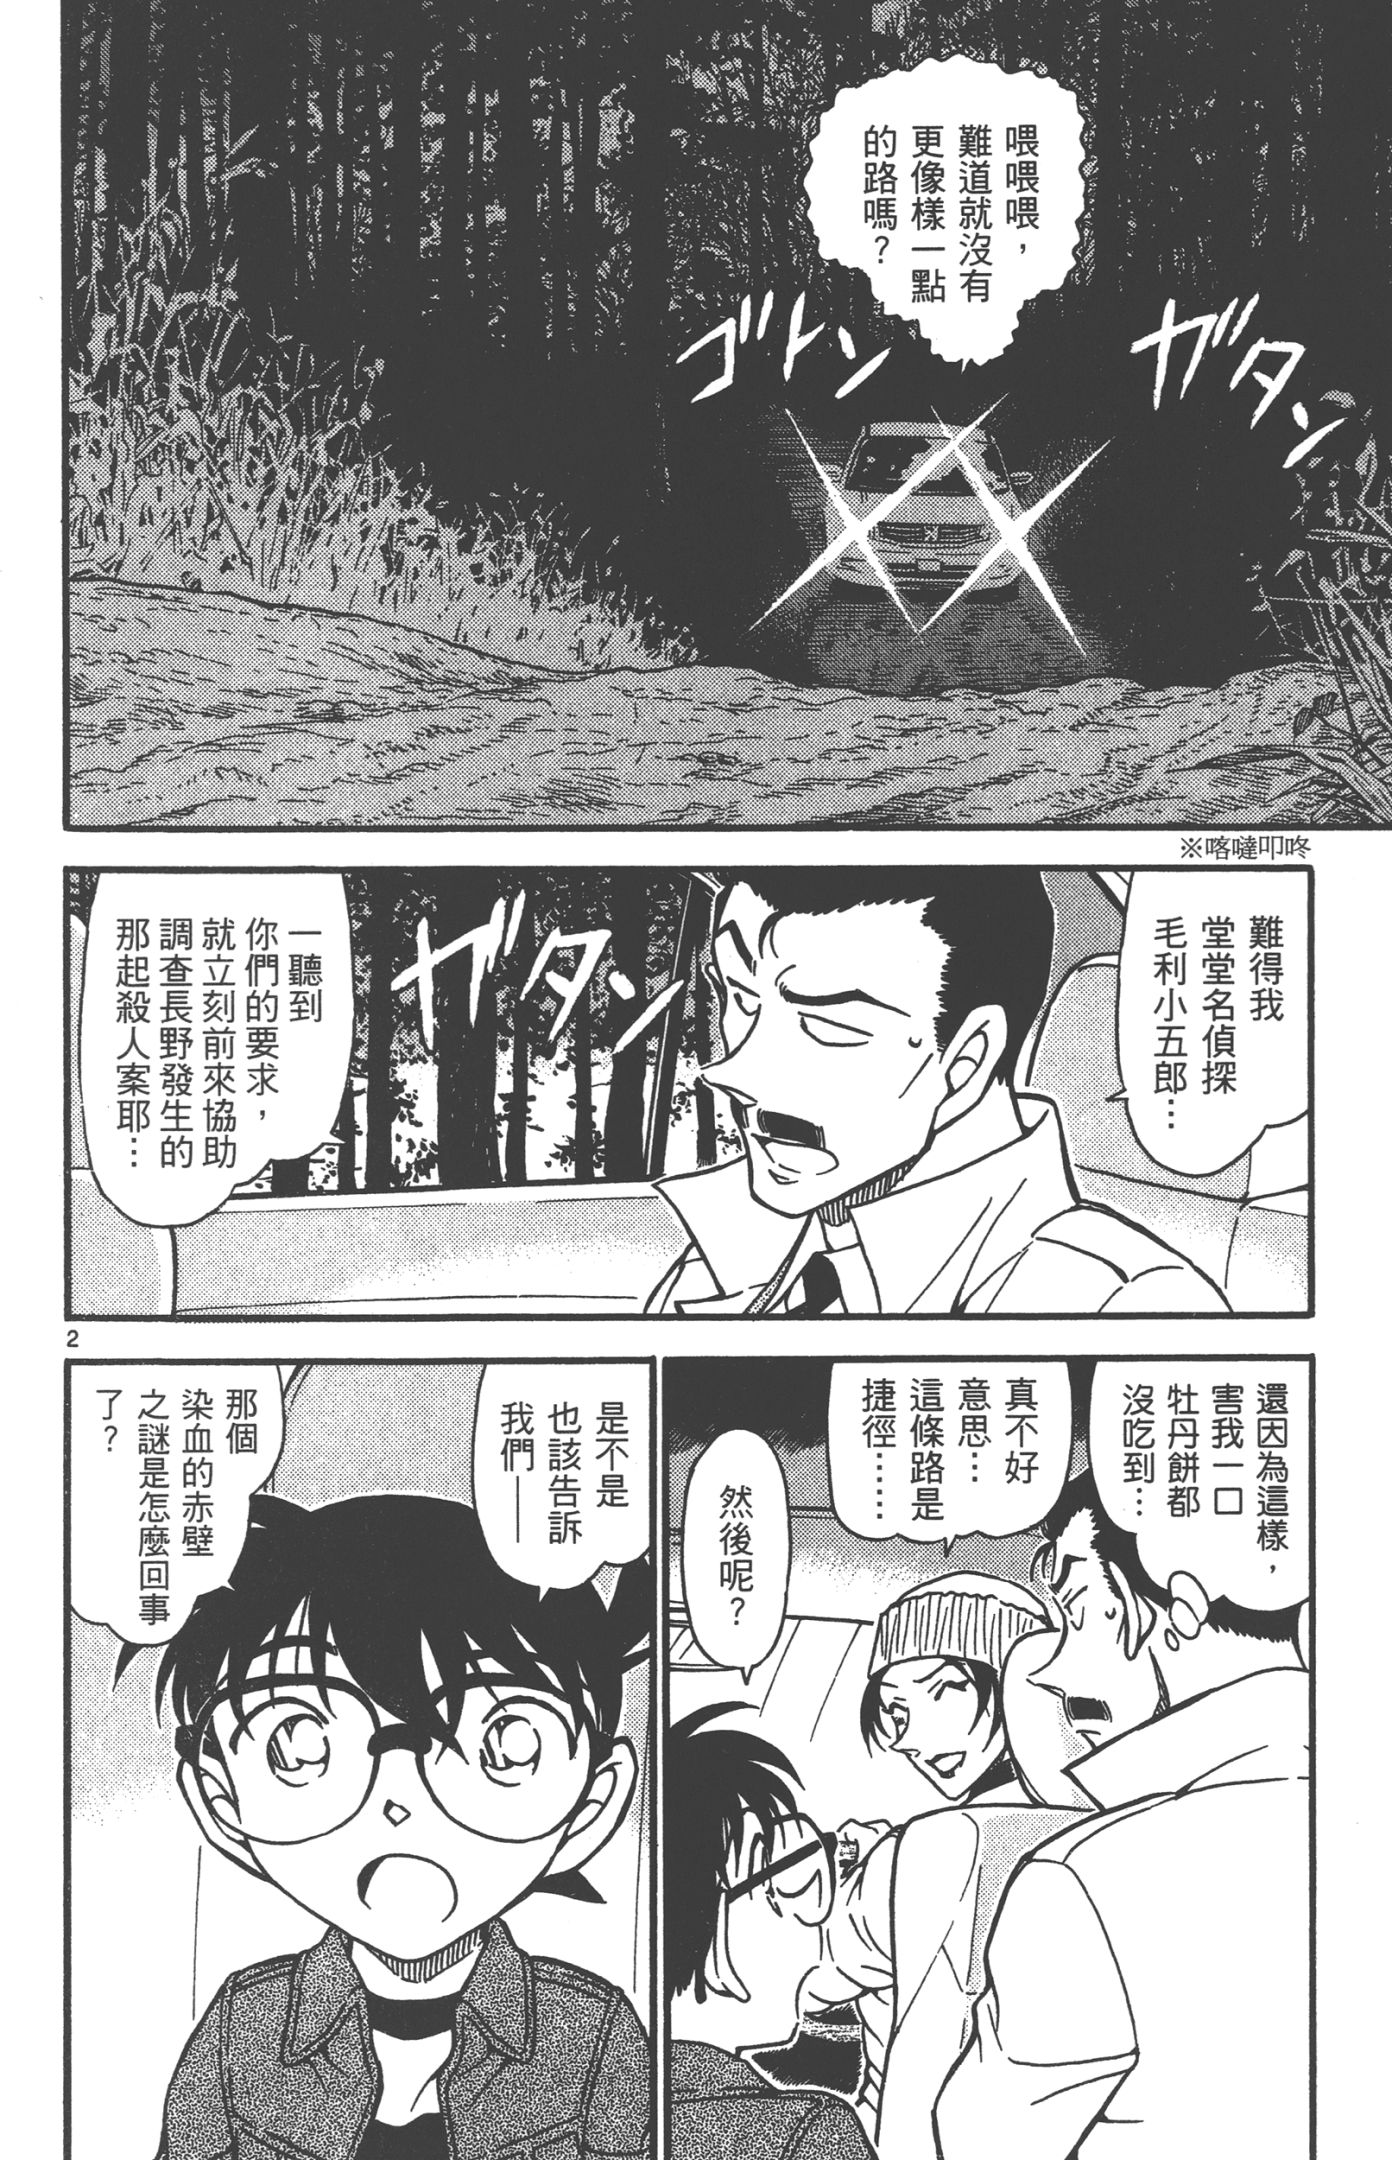 喂喂喂，
難道就沒有
更像樣一點
的路嗎？
ガタン
ゴトン
※喀噠叩咚
難得我
堂堂名偵探
毛利小五郎…
一聽到
你們的要求，
就立刻前來協助
調查長野發生的
那起殺人案耶…
ガタン
2
還因為這樣，
害我一口
牡丹餅都
沒吃到…
真不好
意思…
這條路是
捷徑……
然後呢？
是不是
也該告訴
我們——
那個
染血的赤壁
之謎是怎麼回事
了？